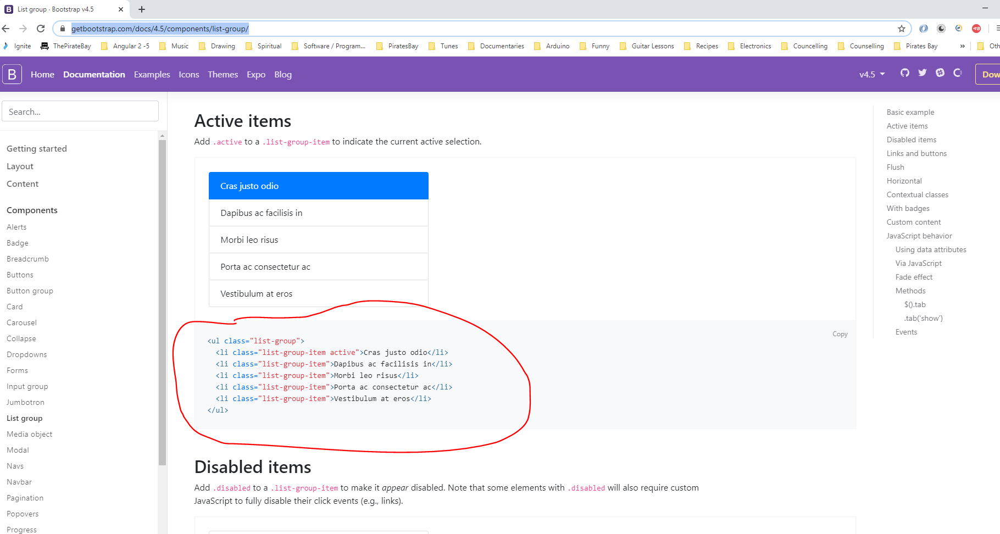 B List group · Bootstrap v4.5
getbootstrap.com/docs/4.5/components/list-group/
Ignite ThePirateBay Angular 2 -5 Music Drawing Spiritual Software / Program... PiratesBay Tunes Documentaries Arduino Funny Guitar Lessons Recipes Electronics Councelling Counselling Pirates Bay » Oth
B Home Documentation Examples Icons Themes Expo Blog v4.5 Dow
Search...
Getting started
Layout
Content
Components
Alerts
Badge
Breadcrumb
Buttons
Button group
Card
Carousel
Collapse
Dropdowns
Forms
Input group
Jumbotron
List group
Media object
Modal
Navs
Navbar
Pagination
Popovers
Progress
Active items
Add .active to a .list-group-item to indicate the current active selection.
Cras justo odio
Dapibus ac facilisis in
Morbi leo risus
Porta ac consectetur ac
Vestibulum at eros
Copy
<ul class="list-group">
  <li class="list-group-item active">Cras justo odio</li>
  <li class="list-group-item">Dapibus ac facilisis in</li>
  <li class="list-group-item">Morbi leo risus</li>
  <li class="list-group-item">Porta ac consectetur ac</li>
  <li class="list-group-item">Vestibulum at eros</li>
</ul>
Disabled items
Add .disabled to a .list-group-item to make it appear disabled. Note that some elements with .disabled will also require custom
JavaScript to fully disable their click events (e.g., links).
Basic example
Active items
Disabled items
Links and buttons
Flush
Horizontal
Contextual classes
With badges
Custom content
JavaScript behavior
Using data attributes
Via JavaScript
Fade effect
Methods
$().tab
.tab(‘show’)
Events